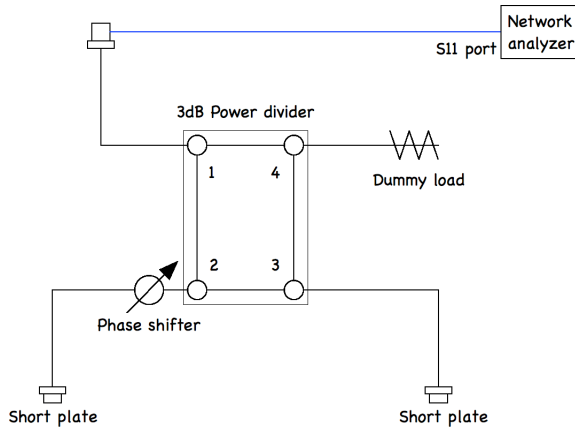 Network
analyzer
S11 port
3dB Power divider
Dummy load
1
4
2
3
Phase shifter
Short plate
Short plate